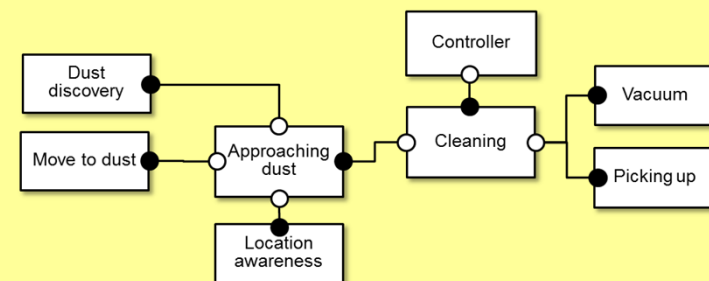 Controller
Dust
discovery
Vacuum
Cleaning
Move to dust
Approaching
dust
Picking up
Location
awareness